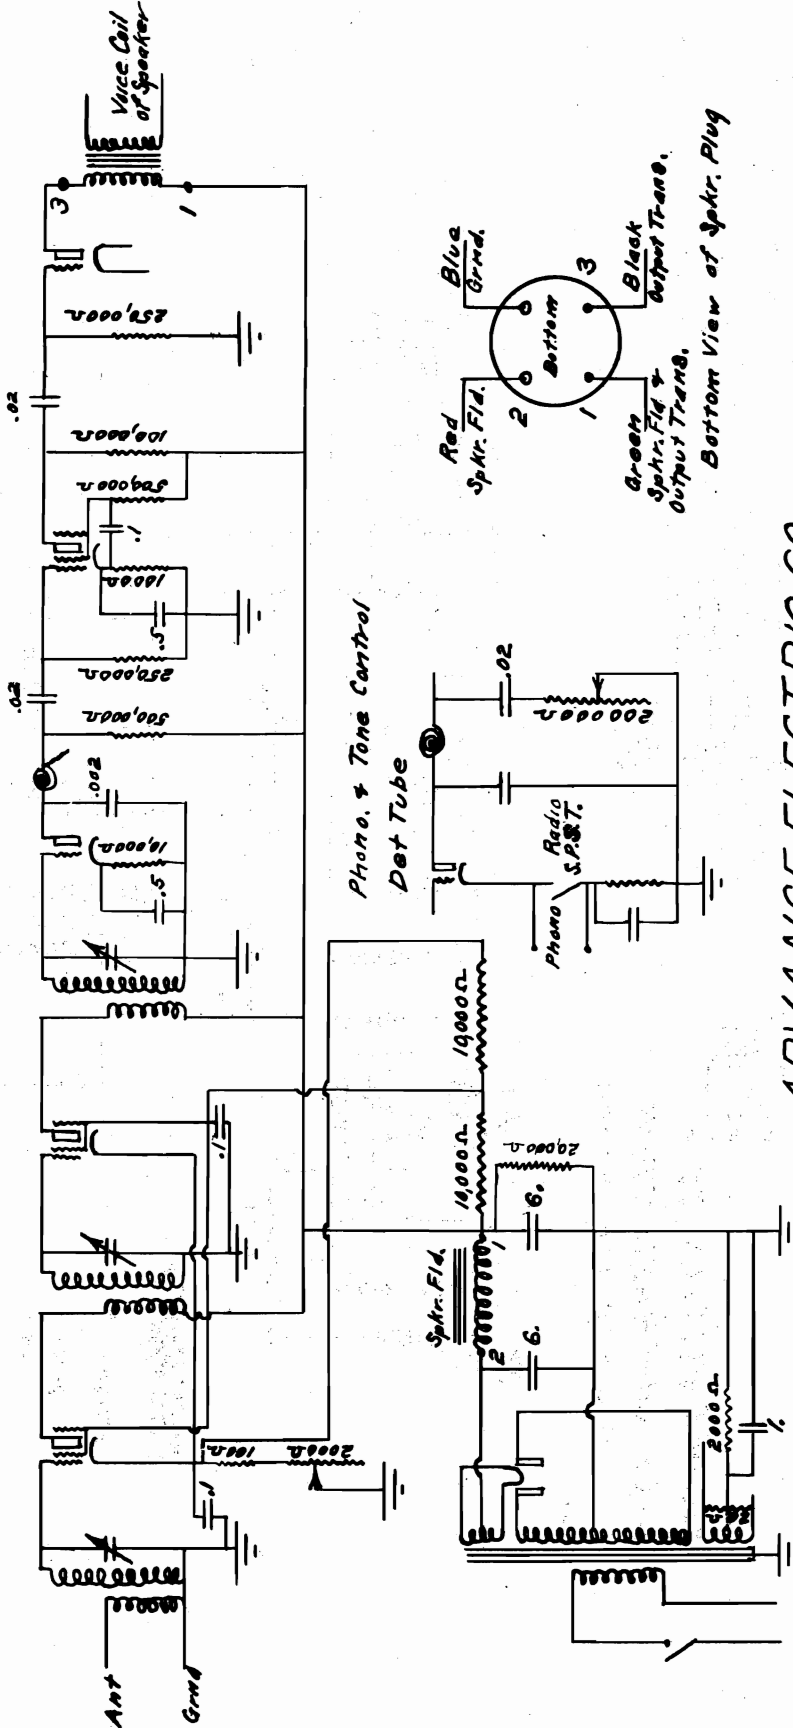 Ant
Grnd
.1
100Ω
2000Ω
.1
.5
10,000Ω
.002
500,000Ω
.02
250,000Ω
.5
1000Ω
.1
500,000Ω
100,000Ω
.02
250,000Ω
3
1
Voice Coil
of Speaker
Spkr. Fld.
2
1
6.
6.
10,000Ω
10,000Ω
20,000Ω
2000Ω
1.
Phono. & Tone Control
Det Tube
Phono
Radio
S.P.S.T.
.02
200000Ω
Red
Spkr. Fld.
Blue
Grnd.
2
Bottom
3
1
Green
Spkr. Fld &
Output Trans.
Black
Output Trans.
Bottom View of Spkr. Plug
ADVANCE ELECTRIC CO